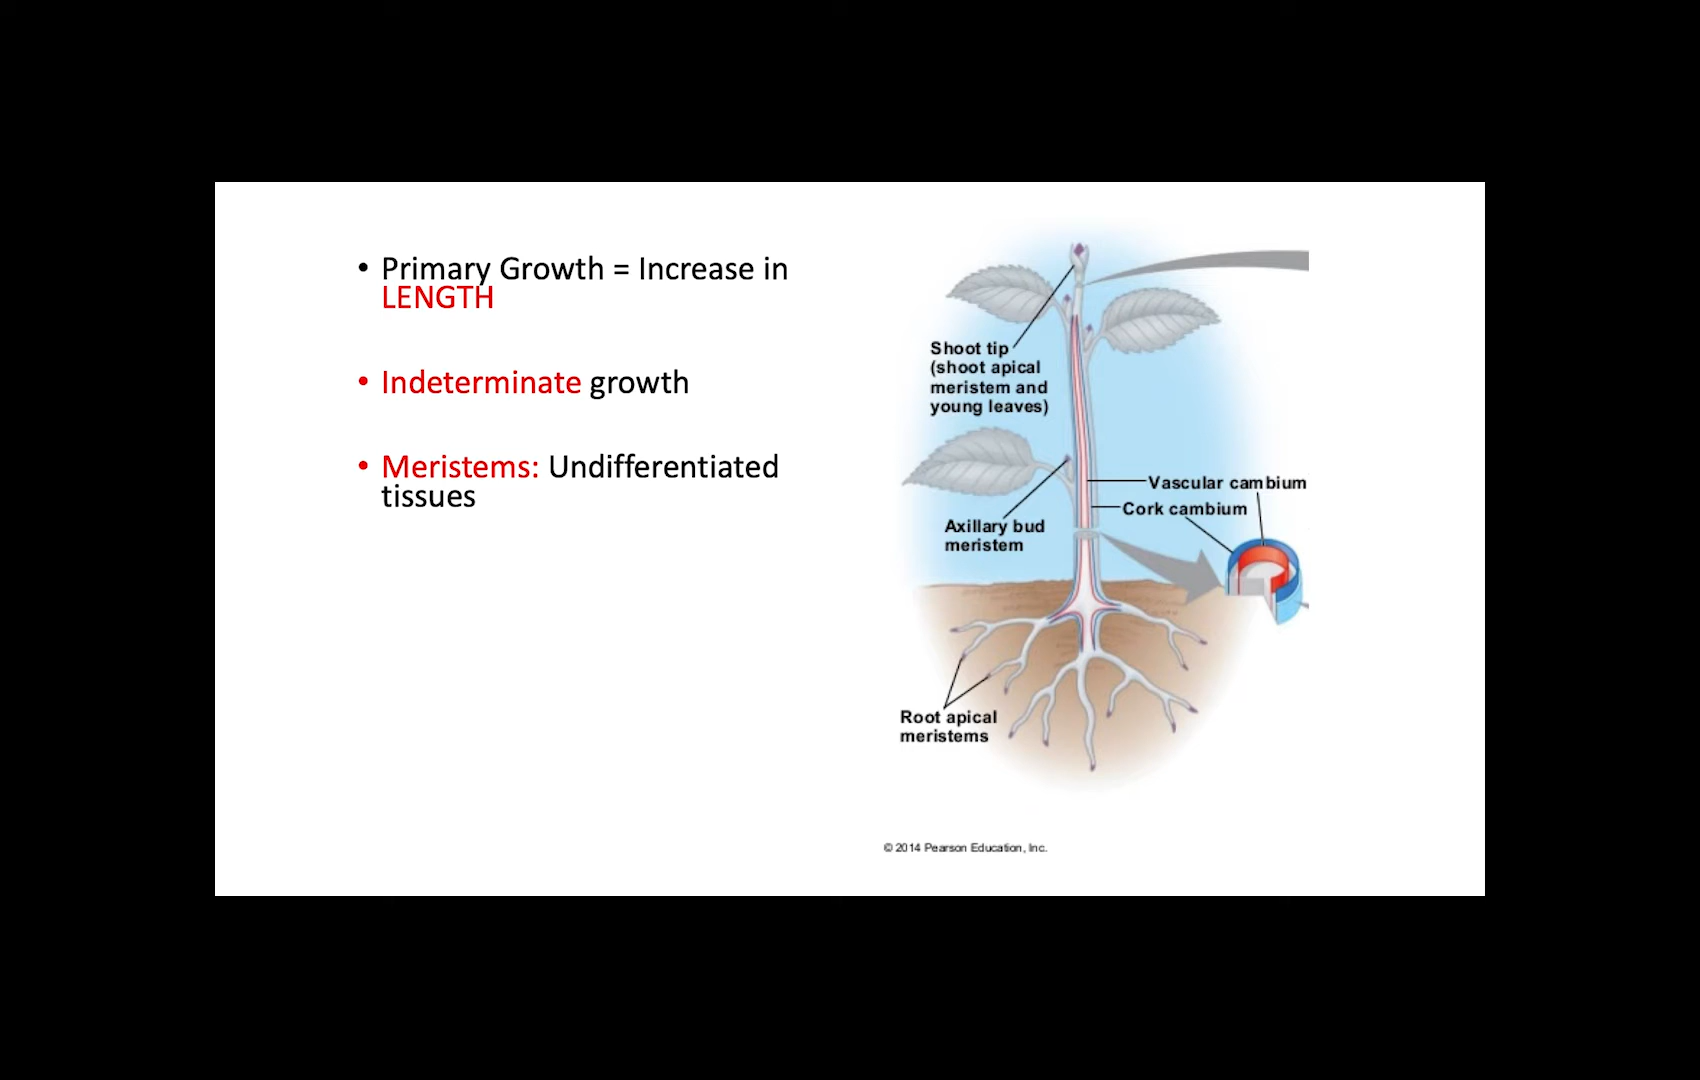 • Primary Growth = Increase in
LENGTH
• Indeterminate growth
• Meristems: Undifferentiated
tissues
Shoot tip
(shoot apical
meristem and
young leaves)
Vascular cambium
Cork cambium
Axillary bud
meristem
Root apical
meristems
© 2014 Pearson Education, Inc.